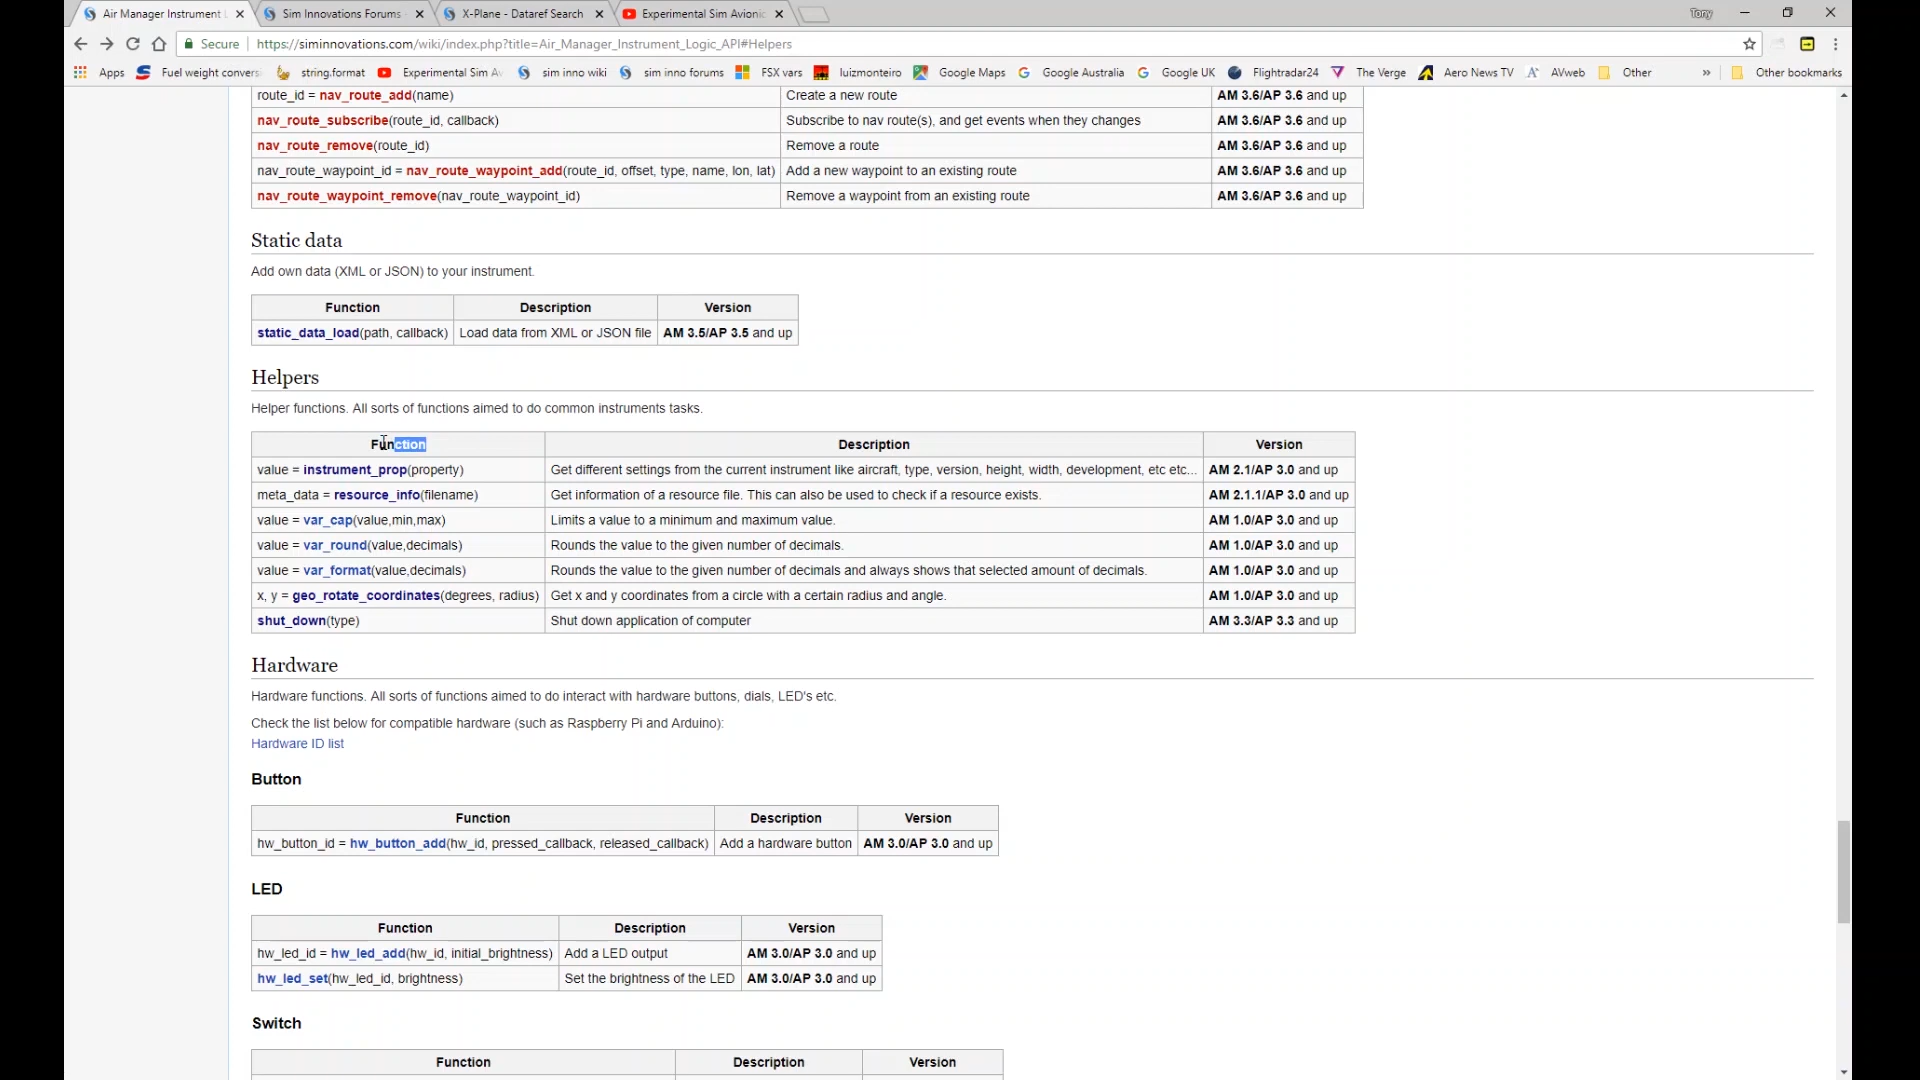 Air Manager Instrument L
Sim Innovations Forums
X-Plane - Dataref Search
Experimental Sim Avionic
Tony
Secure
https://siminnovations.com/wiki/index.php?title=Air_Manager_Instrument_Logic_API#Helpers
Apps
Fuel weight convers
string.format
Experimental Sim Av
sim inno wiki
sim inno forums
FSX vars
luizmonteiro
Google Maps
Google Australia
Google UK
Flightradar24
The Verge
Aero News TV
AVweb
Other
»
Other bookmarks
route_id = nav_route_add(name) Create a new route AM 3.6/AP 3.6 and up
nav_route_subscribe(route_id, callback) Subscribe to nav route(s), and get events when they changes AM 3.6/AP 3.6 and up
nav_route_remove(route_id) Remove a route AM 3.6/AP 3.6 and up
nav_route_waypoint_id = nav_route_waypoint_add(route_id, offset, type, name, lon, lat) Add a new waypoint to an existing route AM 3.6/AP 3.6 and up
nav_route_waypoint_remove(nav_route_waypoint_id) Remove a waypoint from an existing route AM 3.6/AP 3.6 and up
Static data
Add own data (XML or JSON) to your instrument.
Function Description Version
static_data_load(path, callback) Load data from XML or JSON file AM 3.5/AP 3.5 and up
Helpers
Helper functions. All sorts of functions aimed to do common instruments tasks.
Function Description Version
value = instrument_prop(property) Get different settings from the current instrument like aircraft, type, version, height, width, development, etc etc... AM 2.1/AP 3.0 and up
meta_data = resource_info(filename) Get information of a resource file. This can also be used to check if a resource exists. AM 2.1.1/AP 3.0 and up
value = var_cap(value,min,max) Limits a value to a minimum and maximum value. AM 1.0/AP 3.0 and up
value = var_round(value,decimals) Rounds the value to the given number of decimals. AM 1.0/AP 3.0 and up
value = var_format(value,decimals) Rounds the value to the given number of decimals and always shows that selected amount of decimals. AM 1.0/AP 3.0 and up
x, y = geo_rotate_coordinates(degrees, radius) Get x and y coordinates from a circle with a certain radius and angle. AM 1.0/AP 3.0 and up
shut_down(type) Shut down application of computer AM 3.3/AP 3.3 and up
Hardware
Hardware functions. All sorts of functions aimed to do interact with hardware buttons, dials, LED's etc.
Check the list below for compatible hardware (such as Raspberry Pi and Arduino):
Hardware ID list
Button
Function Description Version
hw_button_id = hw_button_add(hw_id, pressed_callback, released_callback) Add a hardware button AM 3.0/AP 3.0 and up
LED
Function Description Version
hw_led_id = hw_led_add(hw_id, initial_brightness) Add a LED output AM 3.0/AP 3.0 and up
hw_led_set(hw_led_id, brightness) Set the brightness of the LED AM 3.0/AP 3.0 and up
Switch
Function Description Version